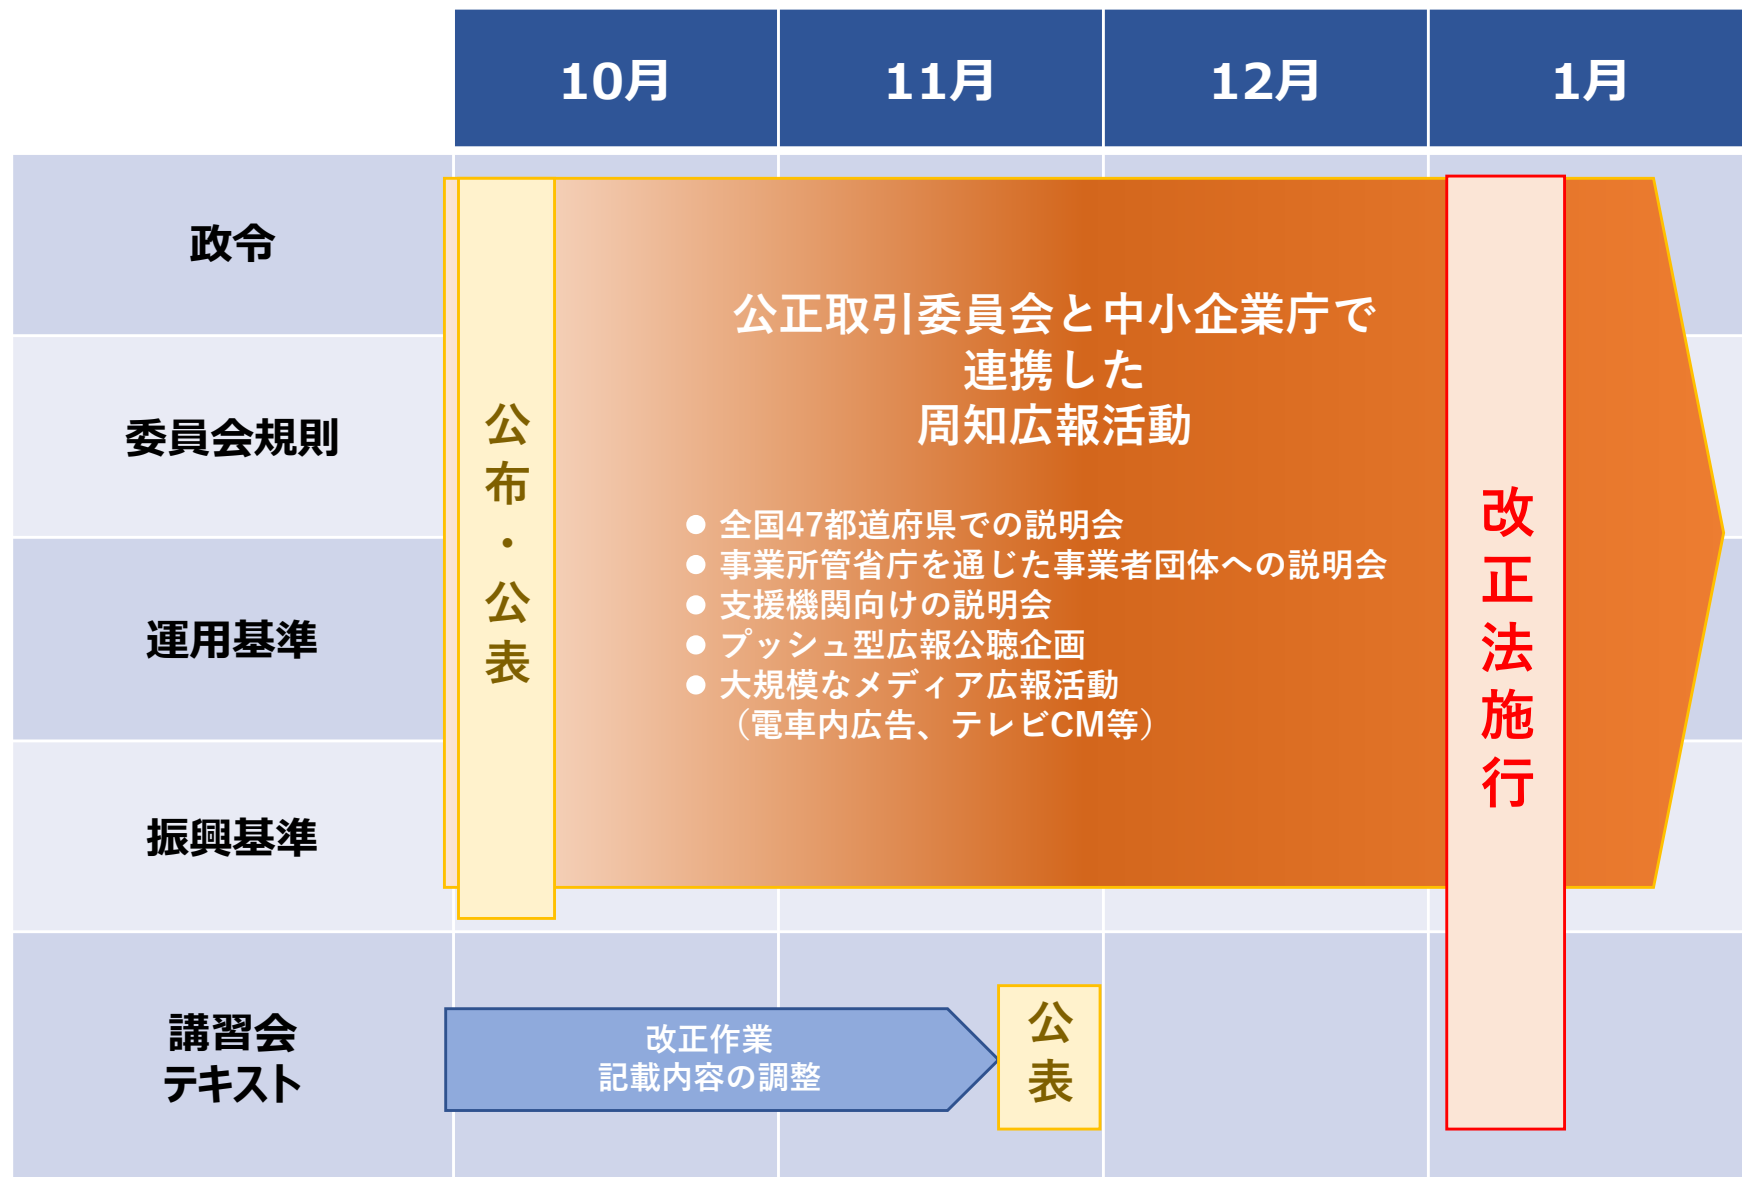 10月
11月
12月
1月
政令
委員会規則
運用基準
振興基準
講習会
テキスト
公布・公表
公正取引委員会と中小企業庁で
連携した
周知広報活動
● 全国47都道府県での説明会
● 事業所管省庁を通じた事業者団体への説明会
● 支援機関向けの説明会
● プッシュ型広報公聴企画
● 大規模なメディア広報活動
（電車内広告、テレビCM等）
改正法施行
改正作業
記載内容の調整
公表